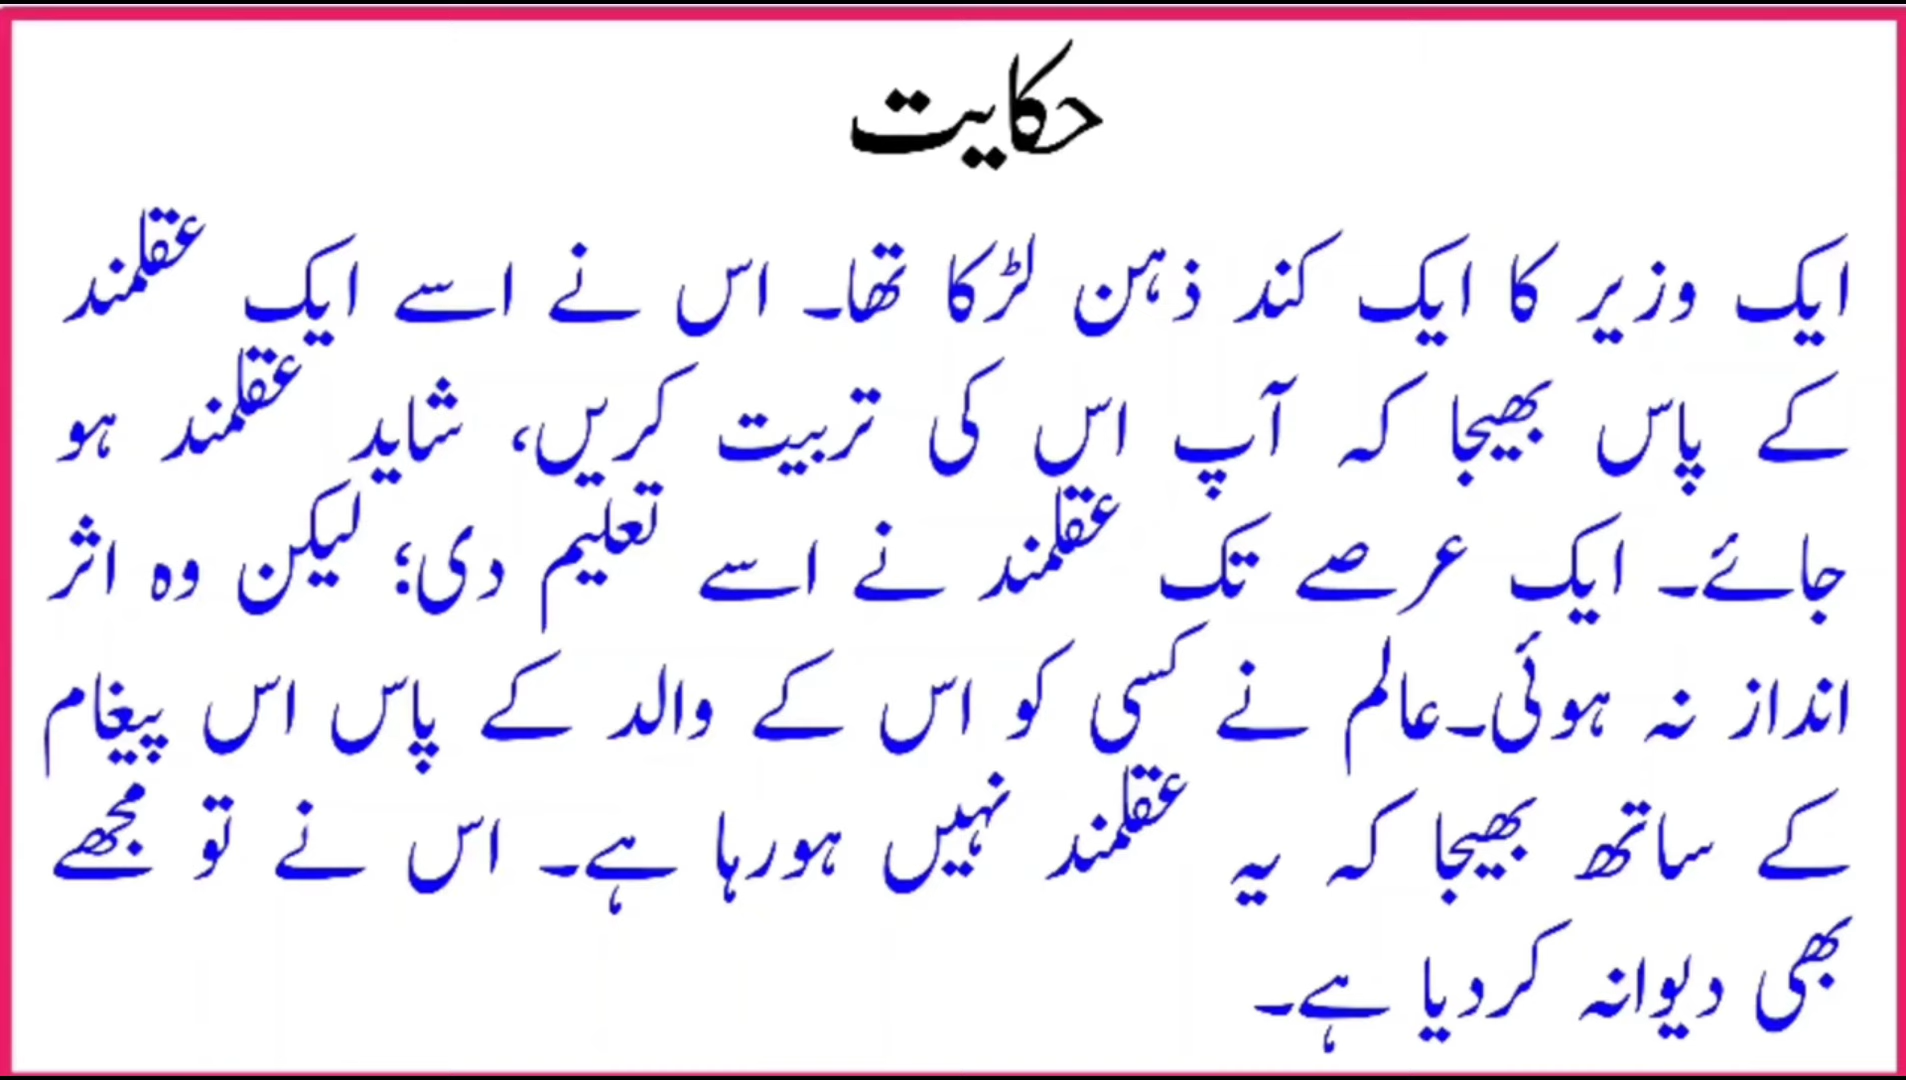 حکایت
ایک وزیر کا ایک کند ذہن لڑکا تھا۔ اس نے اسے ایک عقلمند
کے پاس بھیجا کہ آپ اس کی تربیت کریں، شاید عقلمند ہو
جائے۔ ایک عرصے تک عقلمند نے اسے تعلیم دی؛ لیکن وہ اثر
انداز نہ ہوئی۔عالم نے کسی کو اس کے والد کے پاس اس پیغام
کے ساتھ بھیجا کہ یہ عقلمند نہیں ہورہا ہے۔ اس نے تو مجھے
بھی دیوانہ کردیا ہے۔